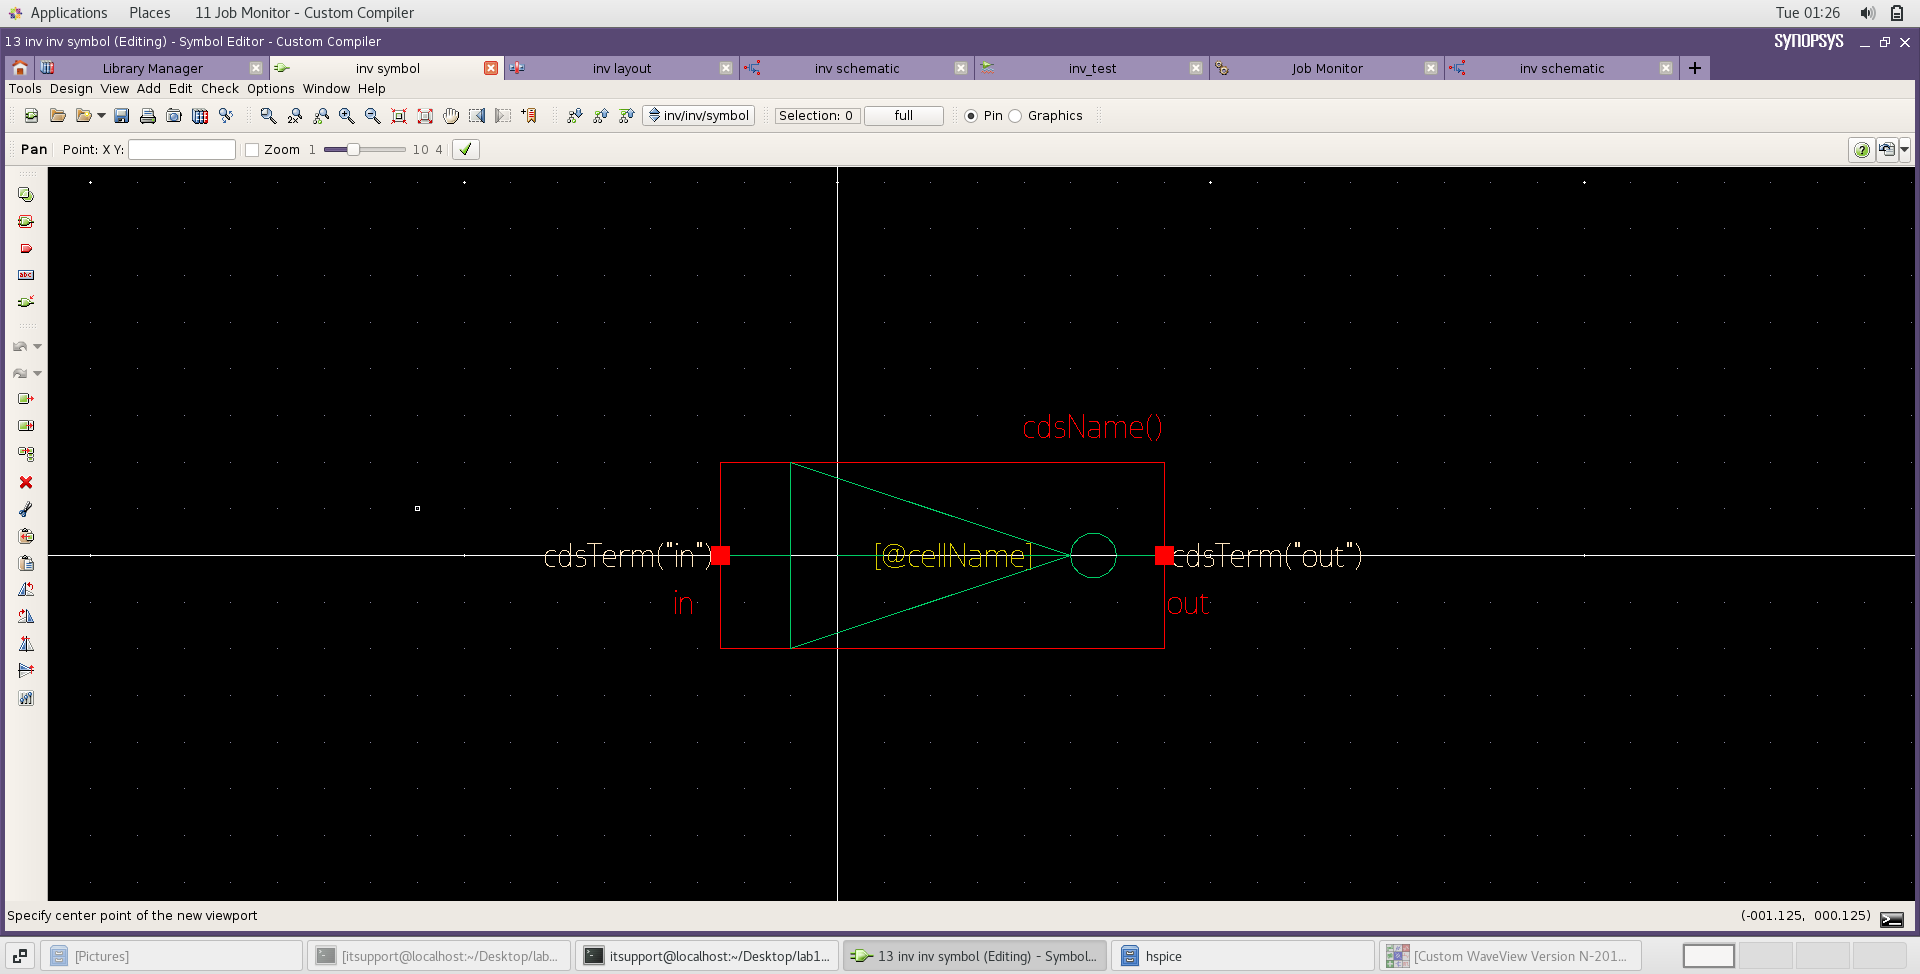 Applications Places 11 Job Monitor - Custom Compiler Tue 01:26
13 inv inv symbol (Editing) - Symbol Editor - Custom Compiler SYNOPSYS
Library Manager inv symbol inv layout inv schematic inv_test Job Monitor inv schematic
Tools Design View Add Edit Check Options Window Help
inv/inv/symbol Selection: 0 full Pin Graphics
Pan Point: X Y: Zoom 1 10 4
cdsName()
cdsTerm("in") [@cellName] cdsTerm("out")
in out
Specify center point of the new viewport (-001.125, 000.125)
[Pictures] [itsupport@localhost:~/Desktop/lab... itsupport@localhost:~/Desktop/lab1... 13 inv inv symbol (Editing) - Symbol... hspice [Custom WaveView Version N-201...